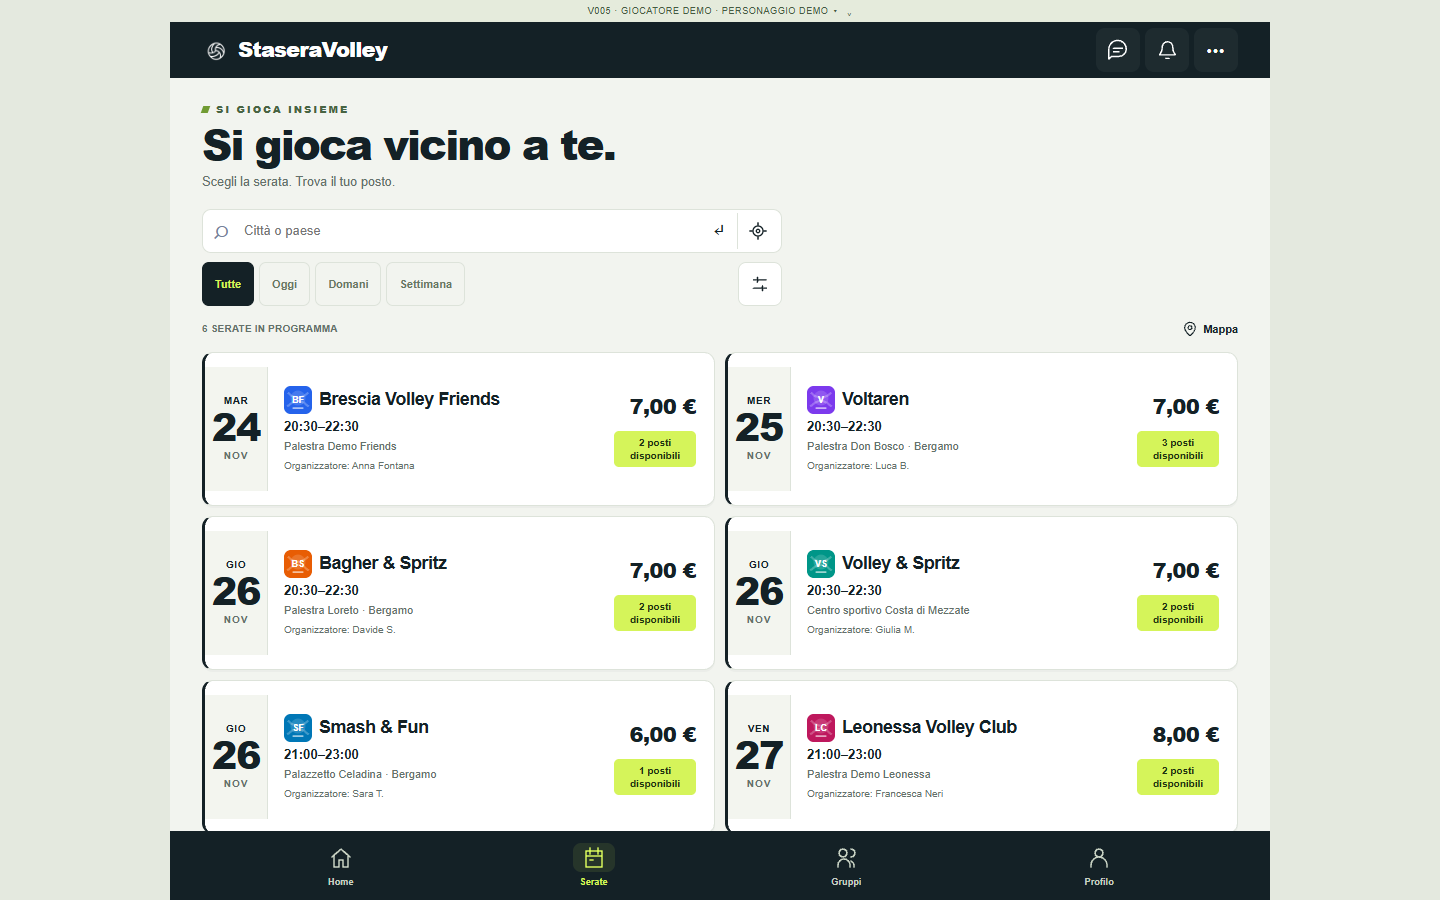 V005 · GIOCATORE DEMO · PERSONAGGIO DEMO
StaseraVolley
SI GIOCA INSIEME
Si gioca vicino a te.
Scegli la serata. Trova il tuo posto.
Città o paese
Tutte
Oggi
Domani
Settimana
6 SERATE IN PROGRAMMA
Mappa
MAR
24
NOV
BF
Brescia Volley Friends
20:30–22:30
Palestra Demo Friends
Organizzatore: Anna Fontana
7,00 €
2 posti
disponibili
MER
25
NOV
V
Voltaren
20:30–22:30
Palestra Don Bosco · Bergamo
Organizzatore: Luca B.
7,00 €
3 posti
disponibili
GIO
26
NOV
BS
Bagher & Spritz
20:30–22:30
Palestra Loreto · Bergamo
Organizzatore: Davide S.
7,00 €
2 posti
disponibili
GIO
26
NOV
VS
Volley & Spritz
20:30–22:30
Centro sportivo Costa di Mezzate
Organizzatore: Giulia M.
7,00 €
2 posti
disponibili
GIO
26
NOV
SF
Smash & Fun
21:00–23:00
Palazzetto Celadina · Bergamo
Organizzatore: Sara T.
6,00 €
1 posti
disponibili
VEN
27
NOV
LC
Leonessa Volley Club
21:00–23:00
Palestra Demo Leonessa
Organizzatore: Francesca Neri
8,00 €
2 posti
disponibili
Home
Serate
Gruppi
Profilo